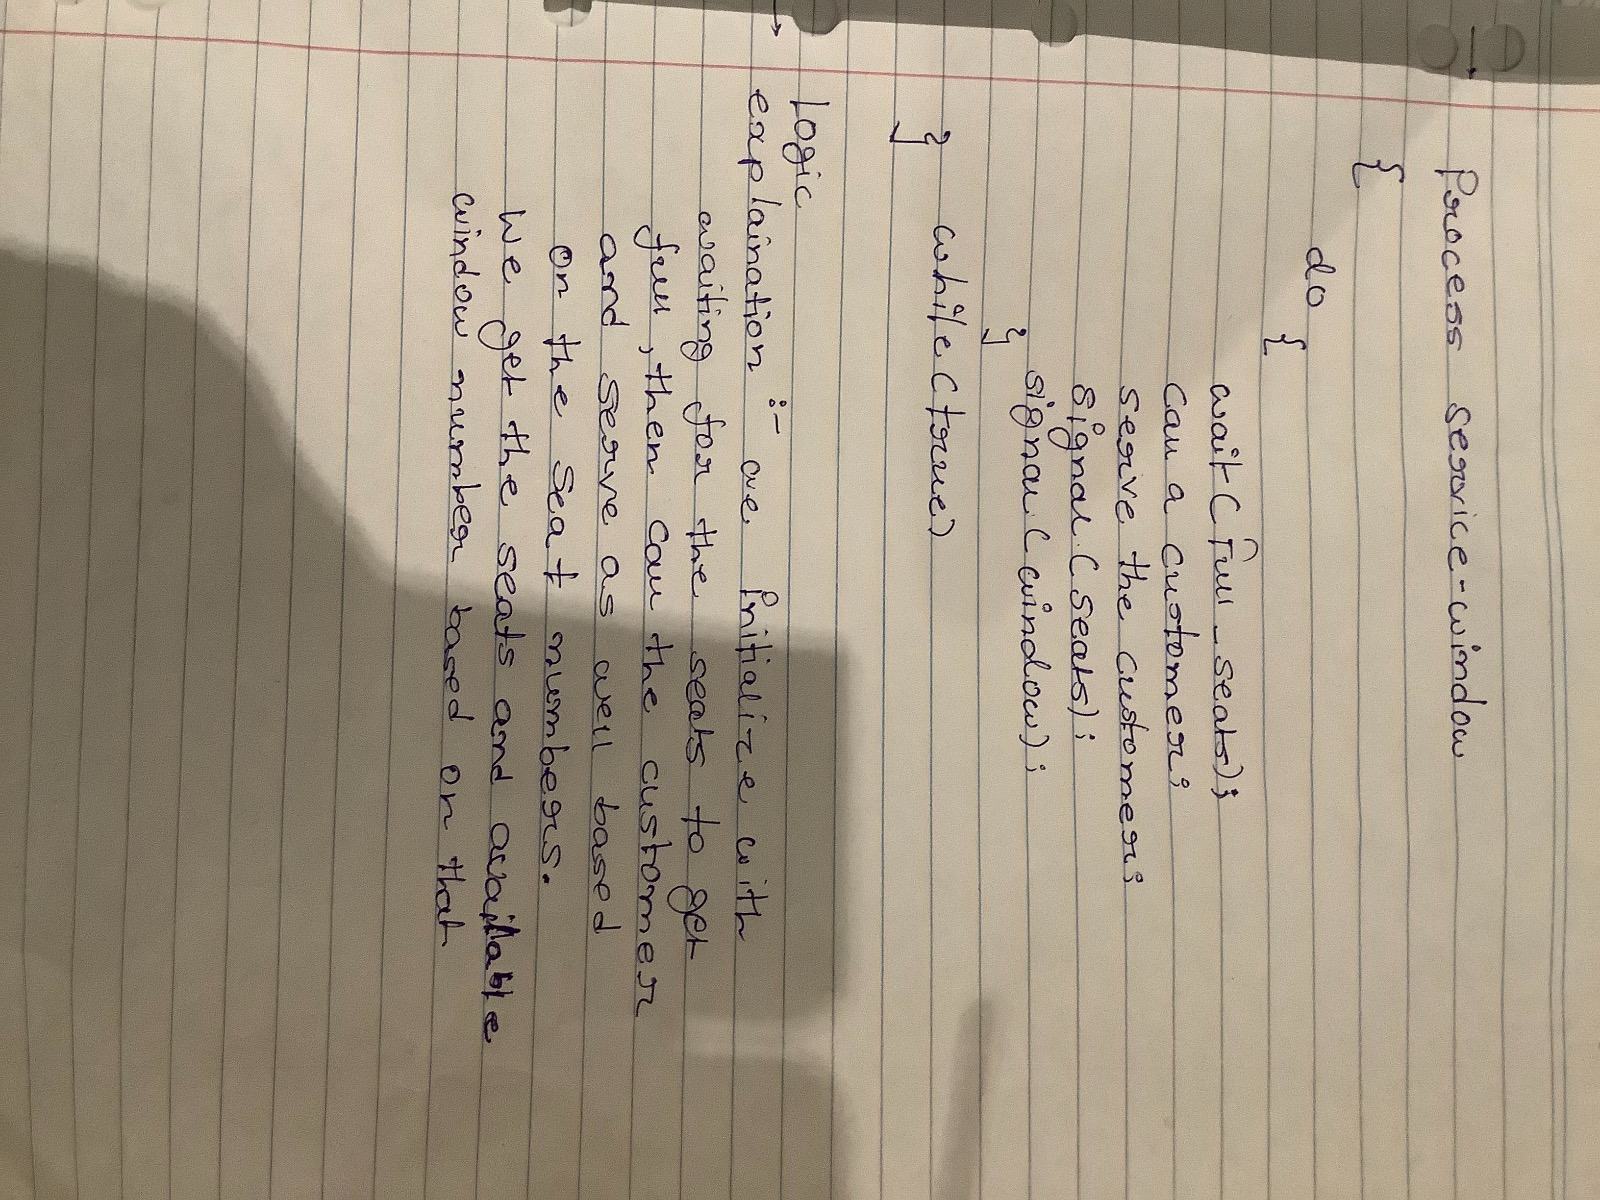 Process service-window
{
do
{
wait (Full_seats);
Call a customer;
serve the customer;
signal (seats);
signal (window);
}
while (true)
}
Logic
explaination :- we Initialize with
waiting for the seats to get
full, then call the customer
and serve as well based
on the seat numbers.
We get the seats and available
window number based on that